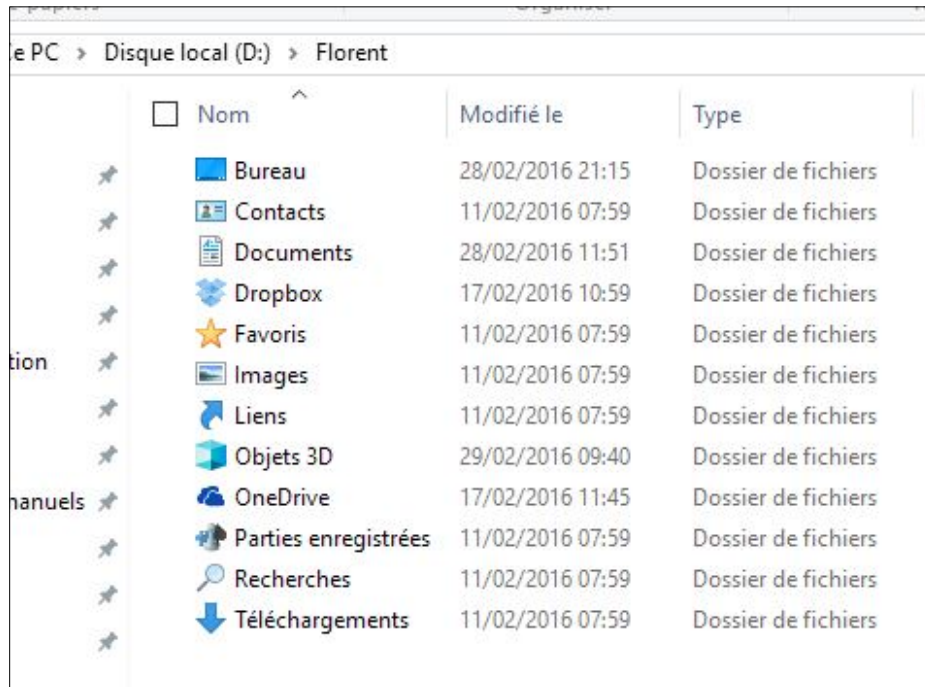 Ce PC > Disque local (D:) > Florent
Nom Modifié le Type
Bureau 28/02/2016 21:15 Dossier de fichiers
Contacts 11/02/2016 07:59 Dossier de fichiers
Documents 28/02/2016 11:51 Dossier de fichiers
Dropbox 17/02/2016 10:59 Dossier de fichiers
Favoris 11/02/2016 07:59 Dossier de fichiers
tion
Images 11/02/2016 07:59 Dossier de fichiers
Liens 11/02/2016 07:59 Dossier de fichiers
Objets 3D 29/02/2016 09:40 Dossier de fichiers
manuels
OneDrive 17/02/2016 11:45 Dossier de fichiers
Parties enregistrées 11/02/2016 07:59 Dossier de fichiers
Recherches 11/02/2016 07:59 Dossier de fichiers
Téléchargements 11/02/2016 07:59 Dossier de fichiers